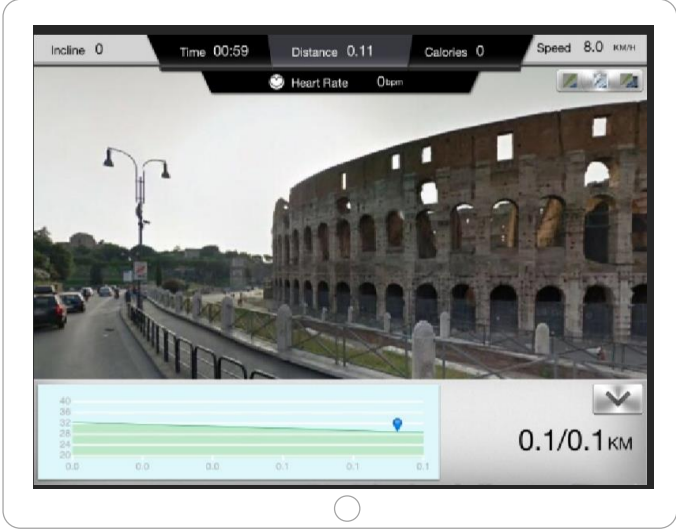 Incline 0 Time 00:59 Distance 0.11 Calories 0 Speed 8.0 KM/H
Heart Rate 0bpm
40
36
32
28
24
20
0.0 0.0 0.0 0.1 0.1 0.1
0.1/0.1 KM